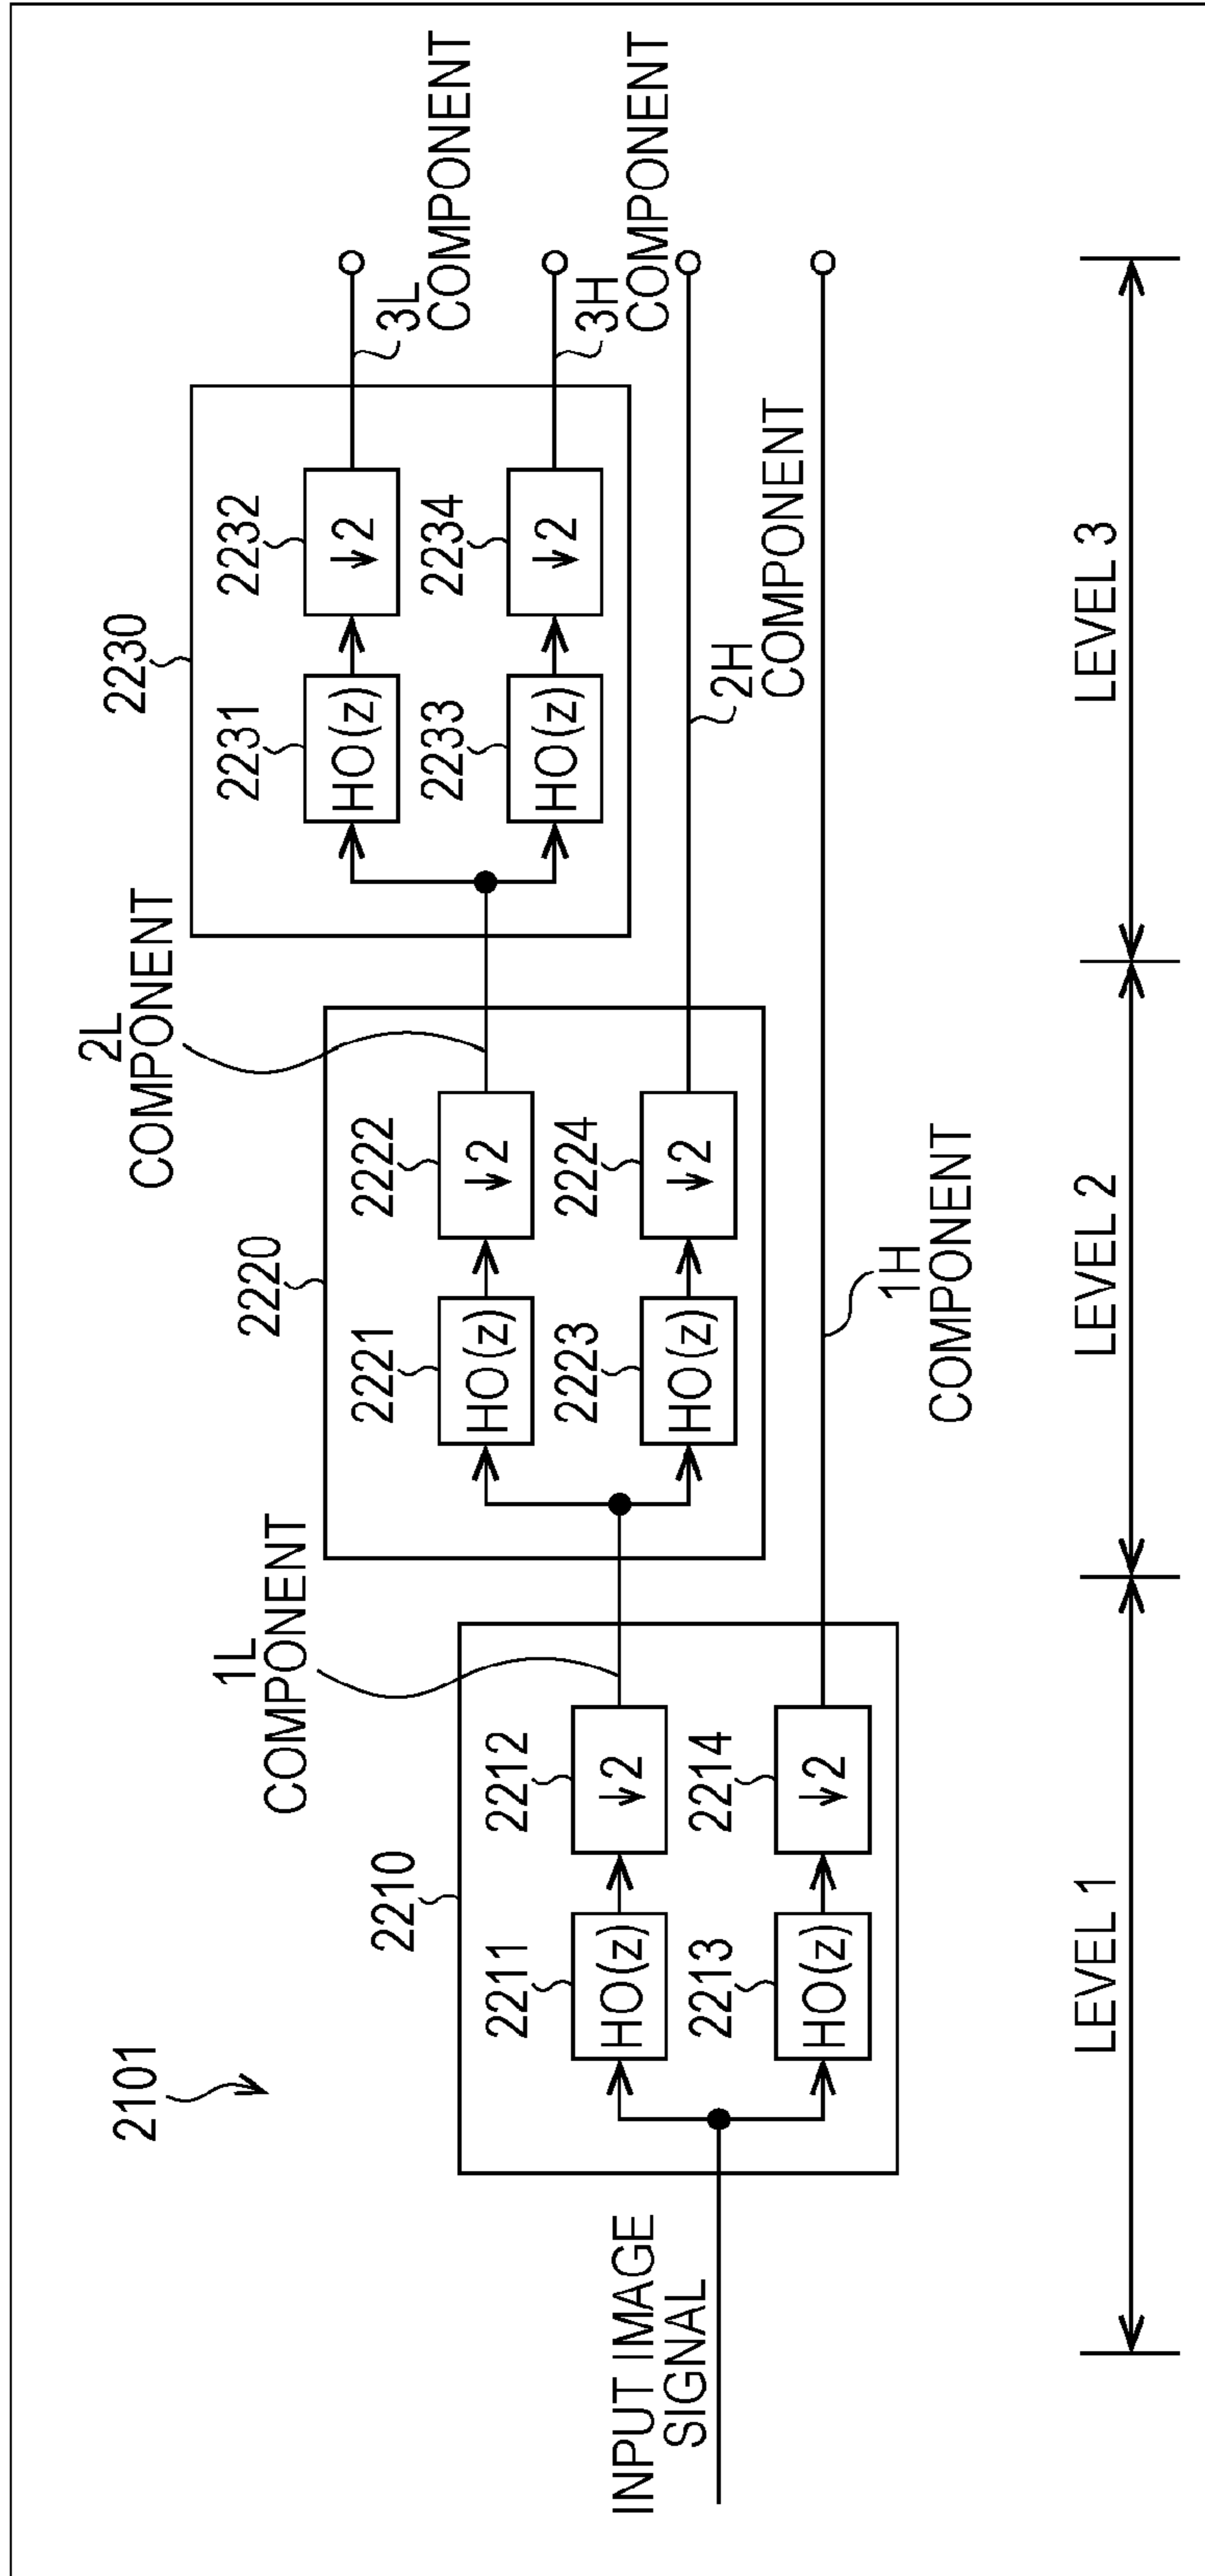 2101
INPUT IMAGE
SIGNAL
2210
2211
HO(z)
2212
↓2
2213
HO(z)
2214
↓2
1L
COMPONENT
1H
COMPONENT
2220
2221
HO(z)
2222
↓2
2223
HO(z)
2224
↓2
2L
COMPONENT
2H
COMPONENT
2230
2231
HO(z)
2232
↓2
2233
HO(z)
2234
↓2
3L
COMPONENT
3H
COMPONENT
LEVEL 1
LEVEL 2
LEVEL 3